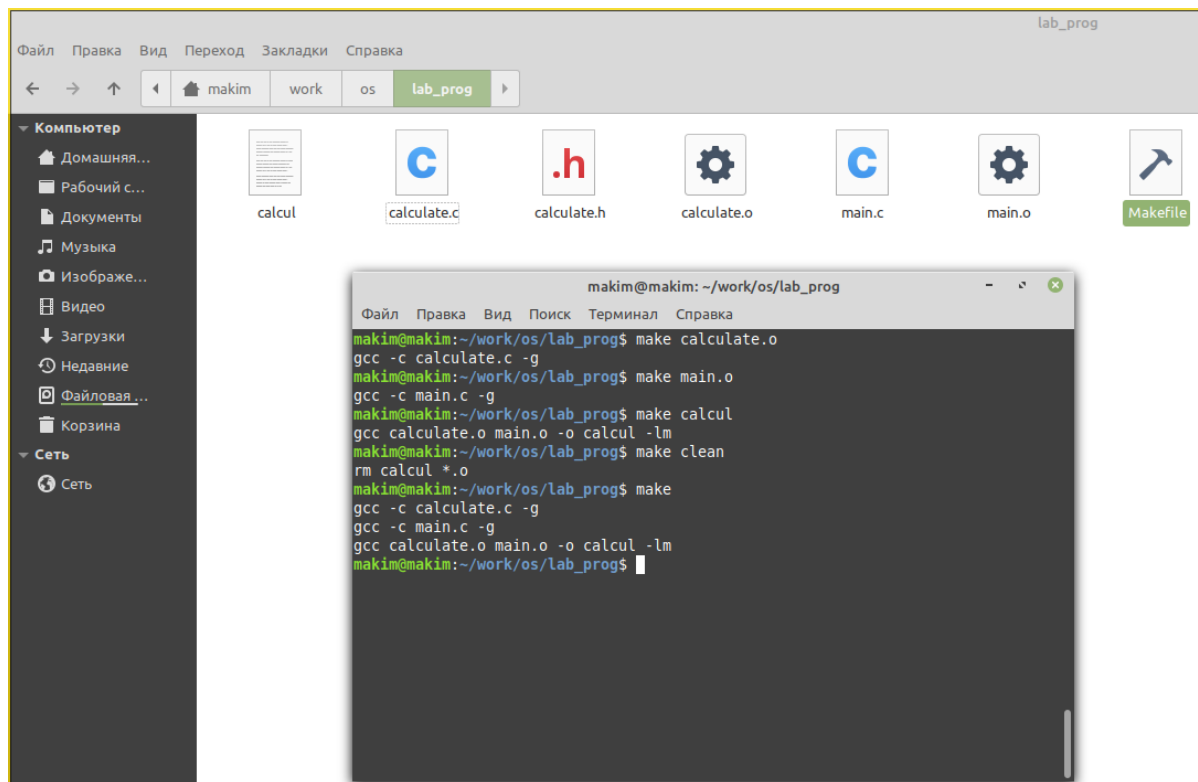 lab_prog
Файл Правка Вид Переход Закладки Справка
makim work os lab_prog
Компьютер
Домашняя...
Рабочий с...
Документы
Музыка
Изображе...
Видео
Загрузки
Недавние
Файловая ...
Корзина
Сеть
Сеть
C .h C
calcul calculate.c calculate.h calculate.o main.c main.o Makefile
makim@makim: ~/work/os/lab_prog
Файл Правка Вид Поиск Терминал Справка
makim@makim:~/work/os/lab_prog$ make calculate.o
gcc -c calculate.c -g
makim@makim:~/work/os/lab_prog$ make main.o
gcc -c main.c -g
makim@makim:~/work/os/lab_prog$ make calcul
gcc calculate.o main.o -o calcul -lm
makim@makim:~/work/os/lab_prog$ make clean
rm calcul *.o
makim@makim:~/work/os/lab_prog$ make
gcc -c calculate.c -g
gcc -c main.c -g
gcc calculate.o main.o -o calcul -lm
makim@makim:~/work/os/lab_prog$